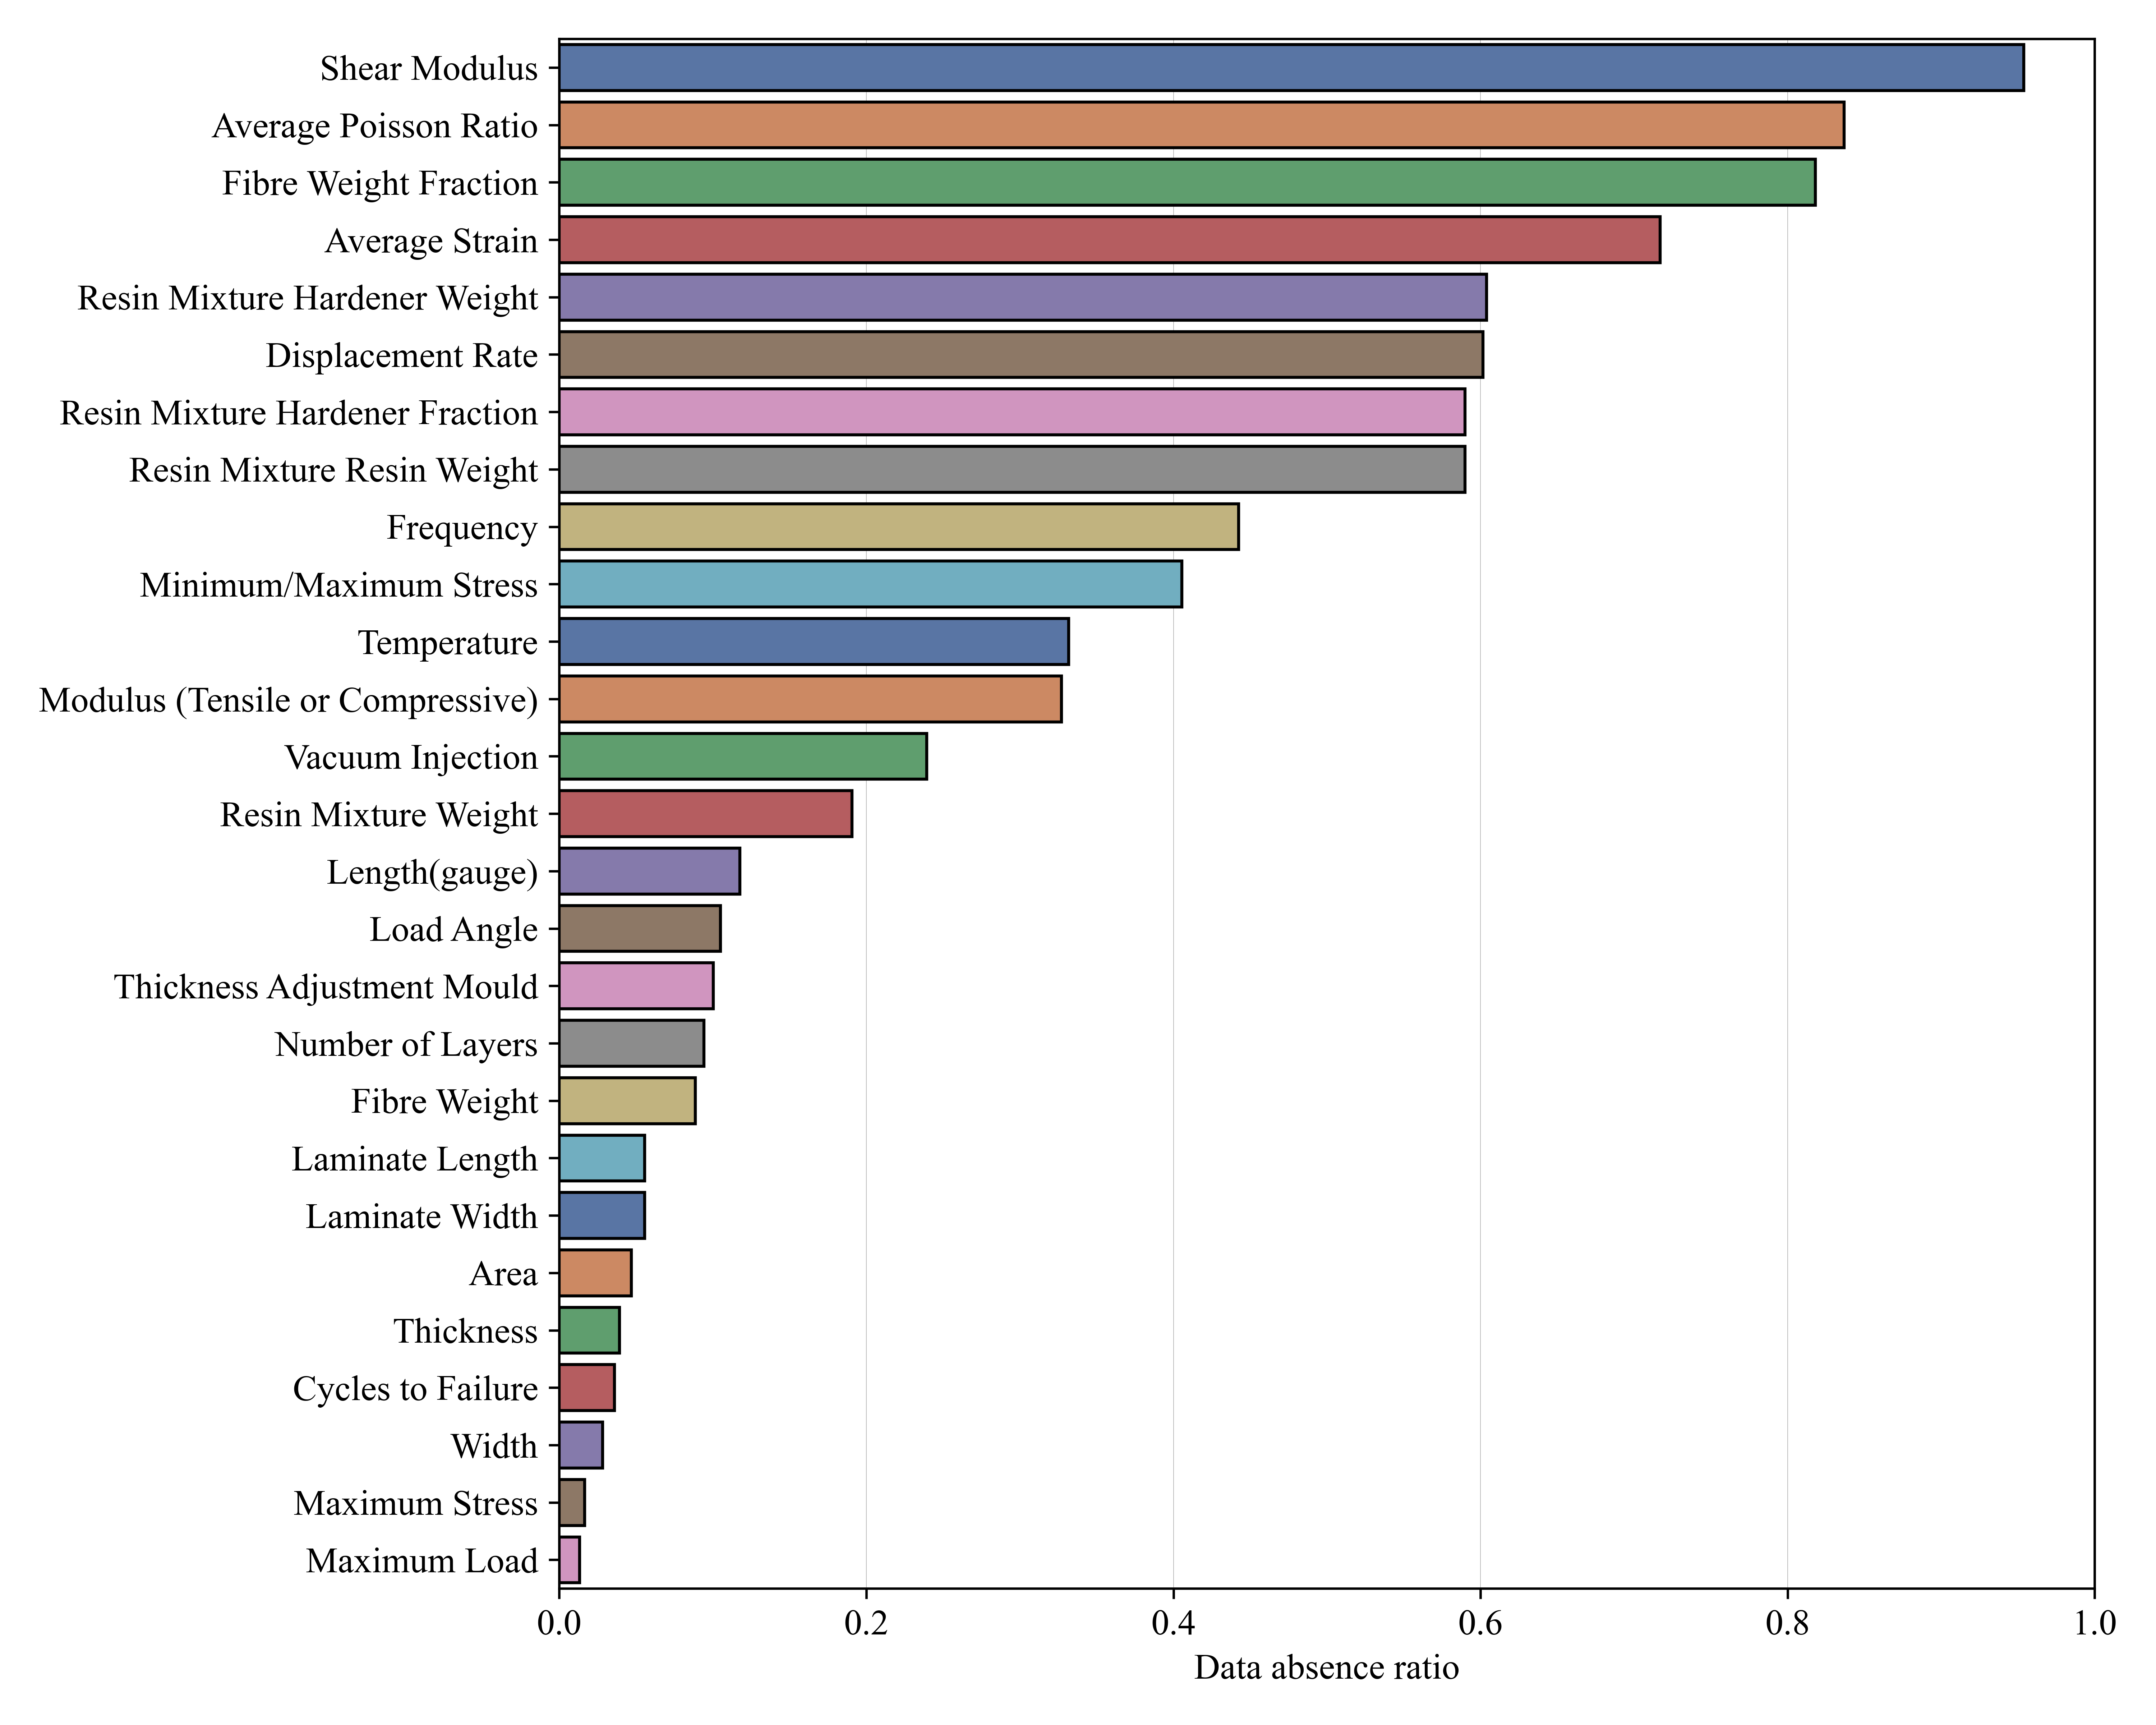 Shear Modulus
Average Poisson Ratio
Fibre Weight Fraction
Average Strain
Resin Mixture Hardener Weight
Displacement Rate
Resin Mixture Hardener Fraction
Resin Mixture Resin Weight
Frequency
Minimum/Maximum Stress
Temperature
Modulus (Tensile or Compressive)
Vacuum Injection
Resin Mixture Weight
Length(gauge)
Load Angle
Thickness Adjustment Mould
Number of Layers
Fibre Weight
Laminate Length
Laminate Width
Area
Thickness
Cycles to Failure
Width
Maximum Stress
Maximum Load
0.0 0.2 0.4 0.6 0.8 1.0
Data absence ratio